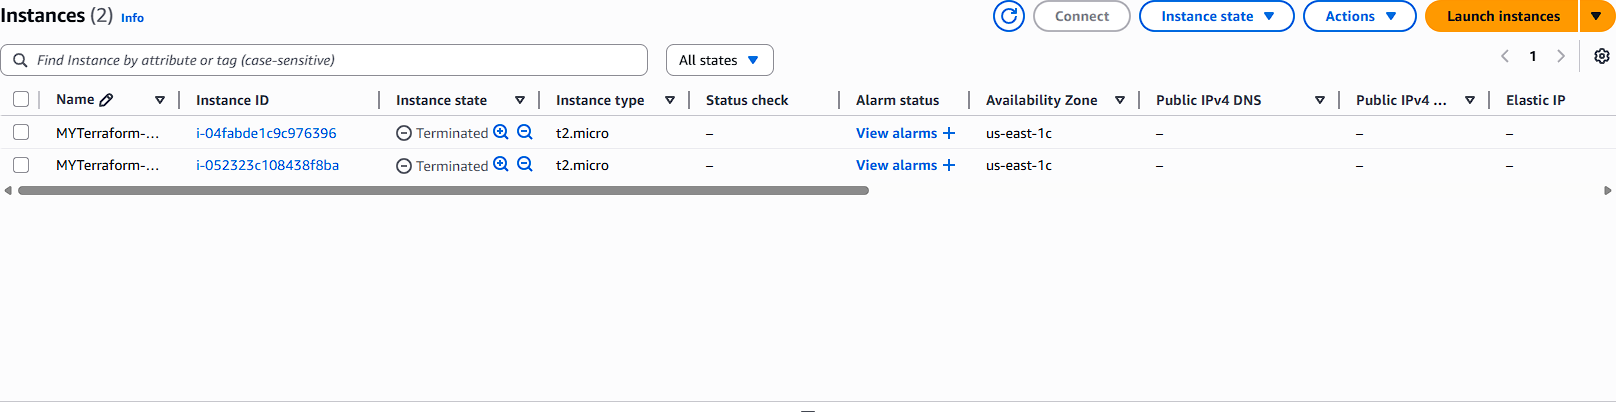 Instances (2) Info Connect Instance state Actions Launch instances
Find Instance by attribute or tag (case-sensitive) All states 1
Name Instance ID Instance state Instance type Status check Alarm status Availability Zone Public IPv4 DNS Public IPv4 ... Elastic IP
MYTerraform-... i-04fabde1c9c976396 Terminated t2.micro – View alarms + us-east-1c – – –
MYTerraform-... i-052323c108438f8ba Terminated t2.micro – View alarms + us-east-1c – – –